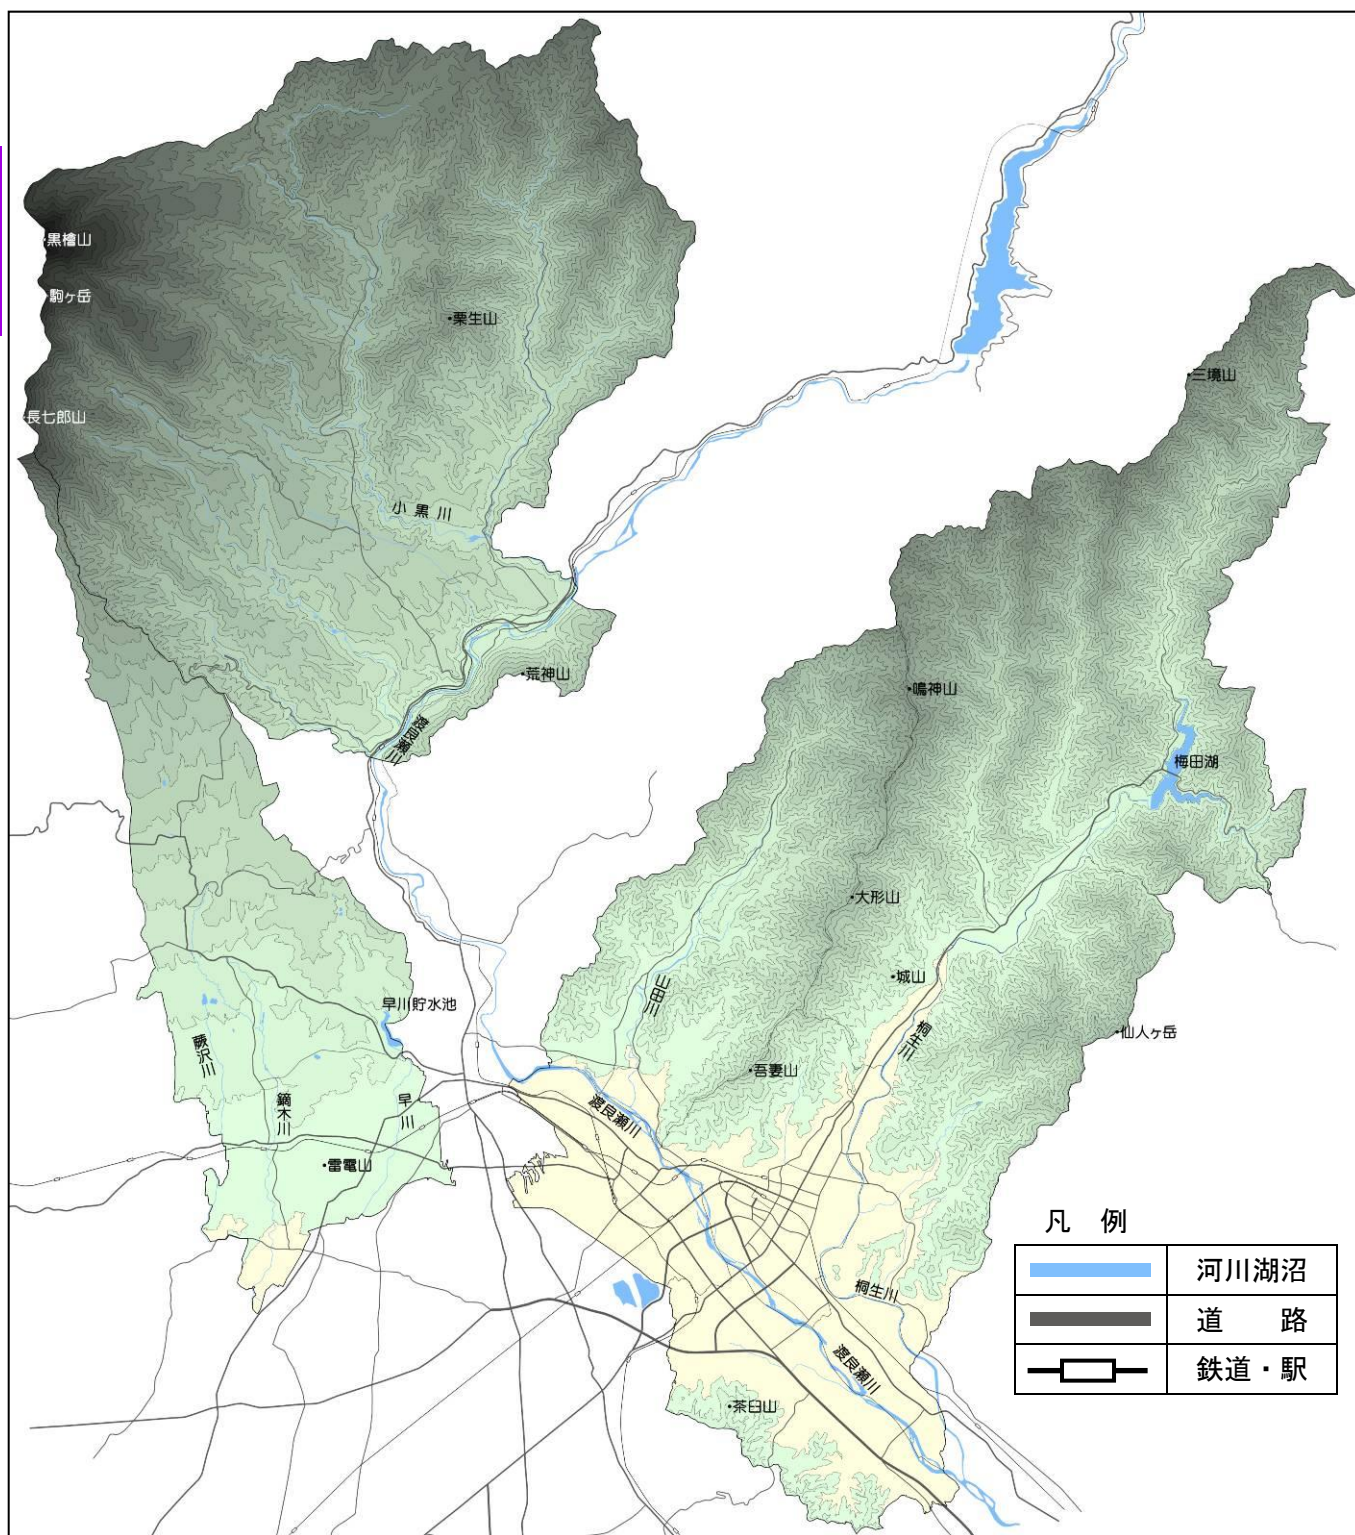 黒檜山
駒ヶ岳
栗生山
三境山
長七郎山
小黒川
荒神山
鳴神山
渡良瀬川
梅田湖
大形山
城山
山田川
早川貯水池
仙人ヶ岳
桐生川
蕨沢川
吾妻山
鏑木川
早川
渡良瀬川
雷電山
凡 例
河川湖沼
道 路
鉄道・駅
桐生川
渡良瀬川
茶臼山